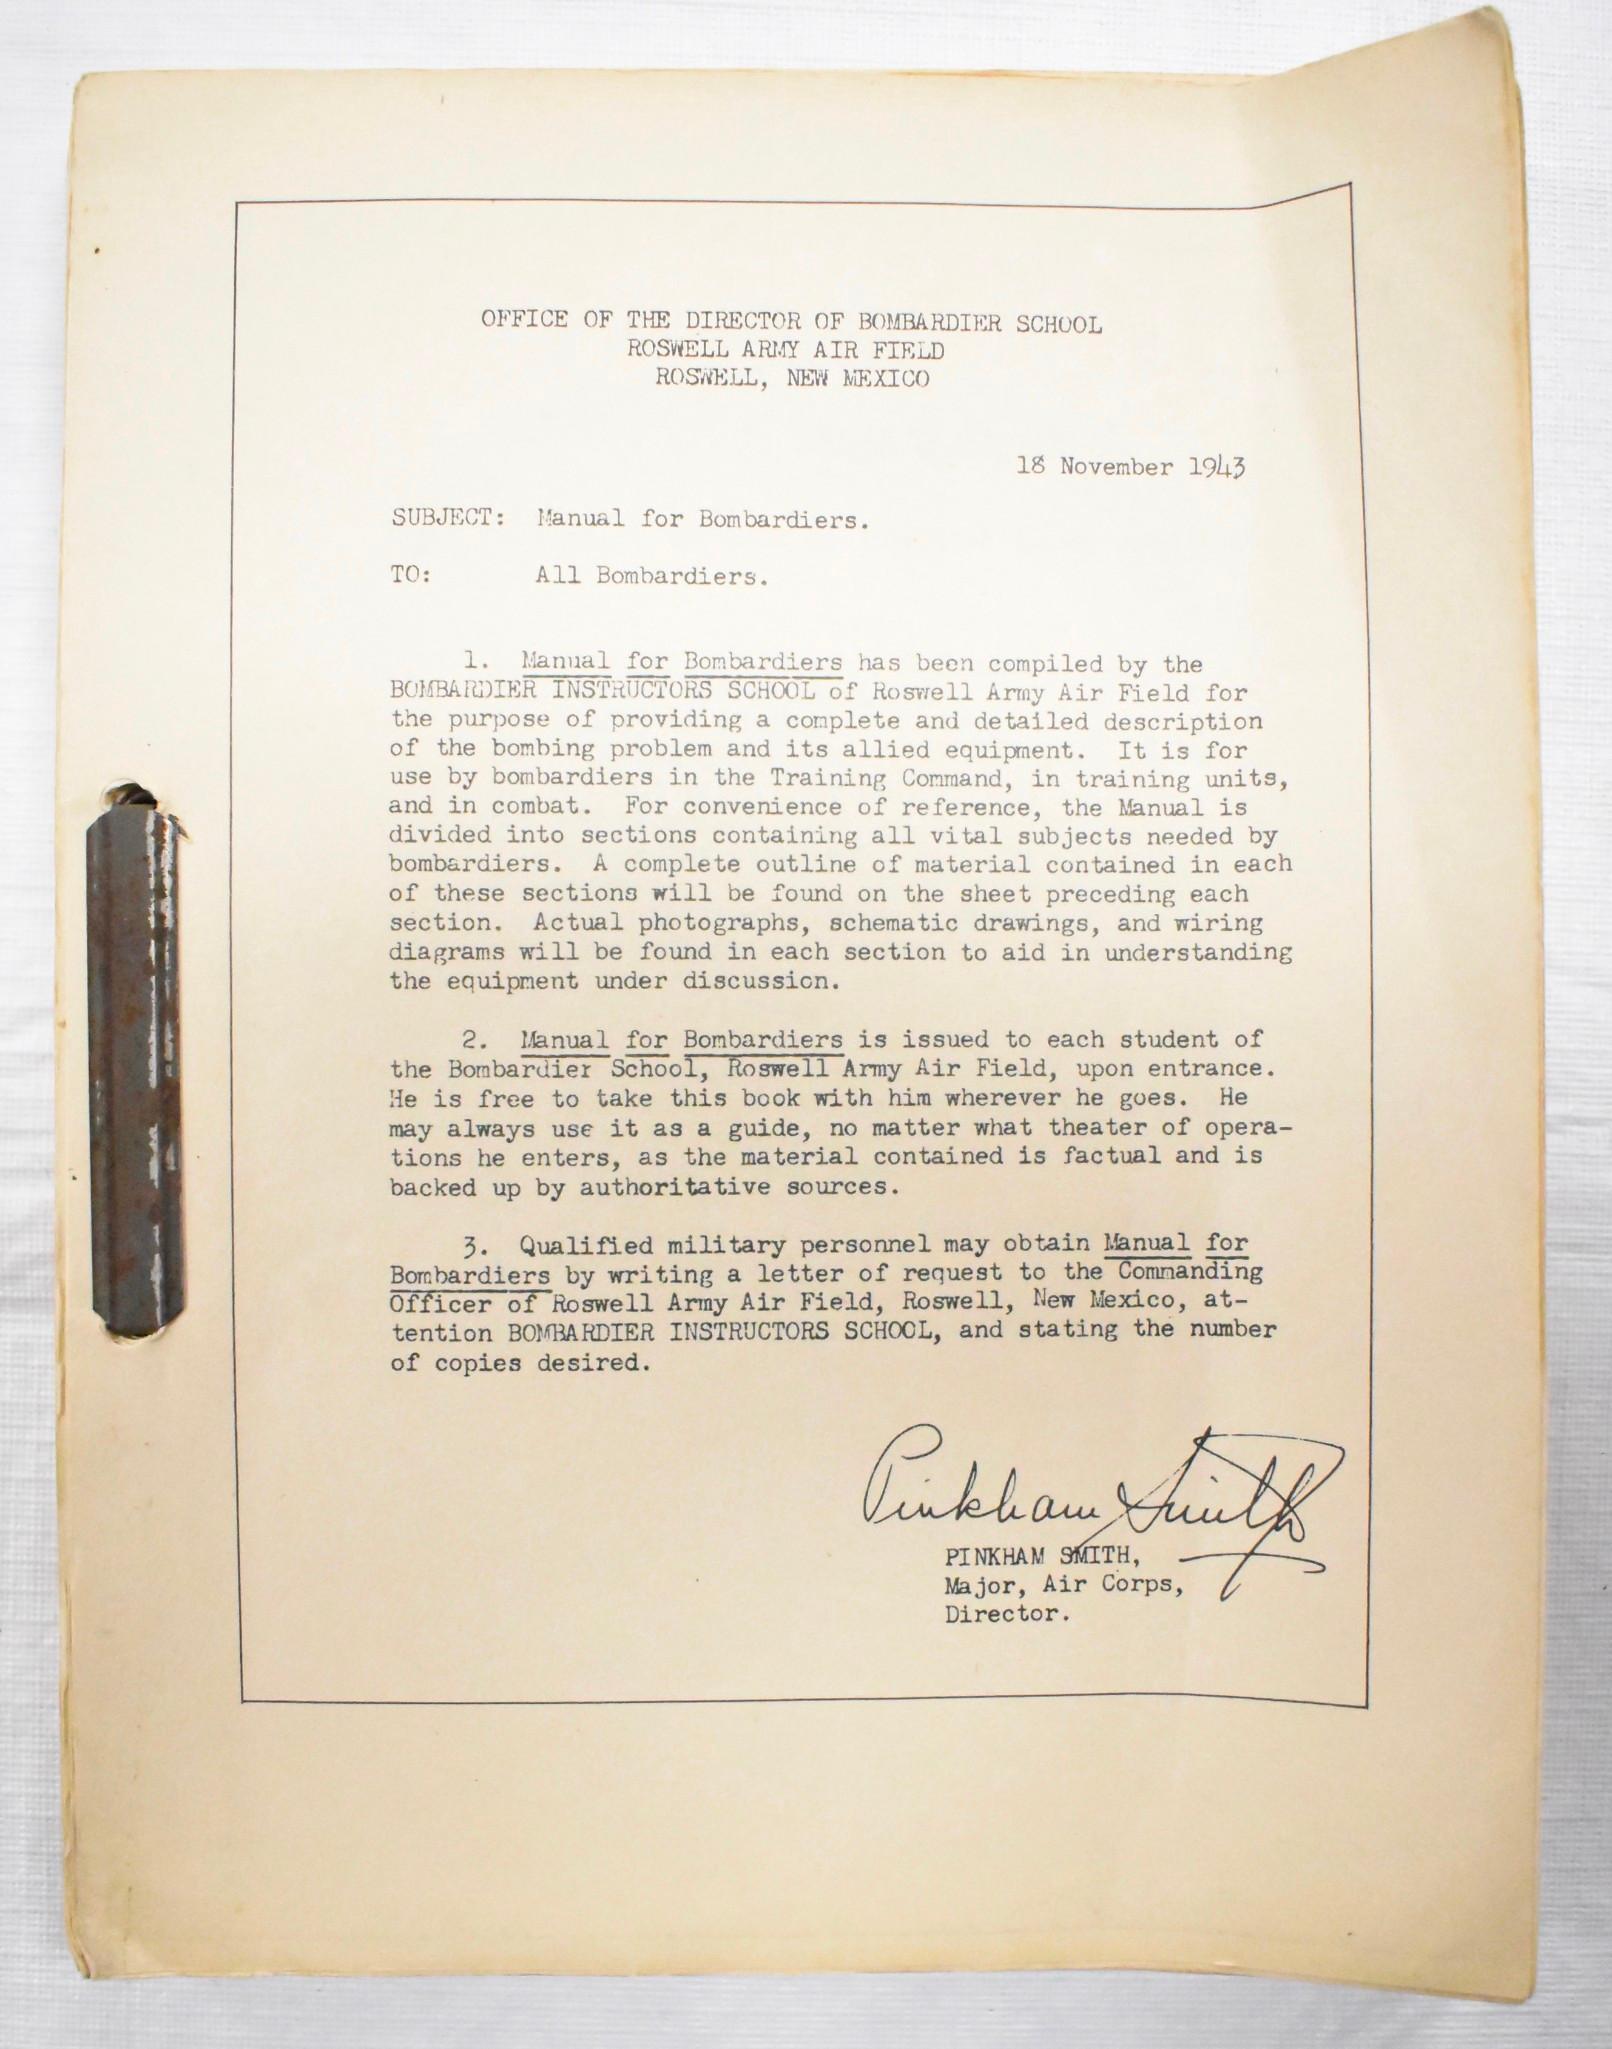 OFFICE OF THE DIRECTOR OF BOMBARDIER SCHOOL
ROSWELL ARMY AIR FIELD
ROSWELL, NEW MEXICO
18 November 1943
SUBJECT: Manual for Bombardiers.
TO: All Bombardiers.
1. Manual for Bombardiers has been compiled by the
BOMBARDIER INSTRUCTORS SCHOOL of Roswell Army Air Field for
the purpose of providing a complete and detailed description
of the bombing problem and its allied equipment. It is for
use by bombardiers in the Training Command, in training units,
and in combat. For convenience of reference, the Manual is
divided into sections containing all vital subjects needed by
bombardiers. A complete outline of material contained in each
of these sections will be found on the sheet preceding each
section. Actual photographs, schematic drawings, and wiring
diagrams will be found in each section to aid in understanding
the equipment under discussion.
2. Manual for Bombardiers is issued to each student of
the Bombardier School, Roswell Army Air Field, upon entrance.
He is free to take this book with him wherever he goes. He
may always use it as a guide, no matter what theater of opera-
tions he enters, as the material contained is factual and is
backed up by authoritative sources.
3. Qualified military personnel may obtain Manual for
Bombardiers by writing a letter of request to the Commanding
Officer of Roswell Army Air Field, Roswell, New Mexico, at-
tention BOMBARDIER INSTRUCTORS SCHOOL, and stating the number
of copies desired.
Pinkham Smith
PINKHAM SMITH,
Major, Air Corps,
Director.